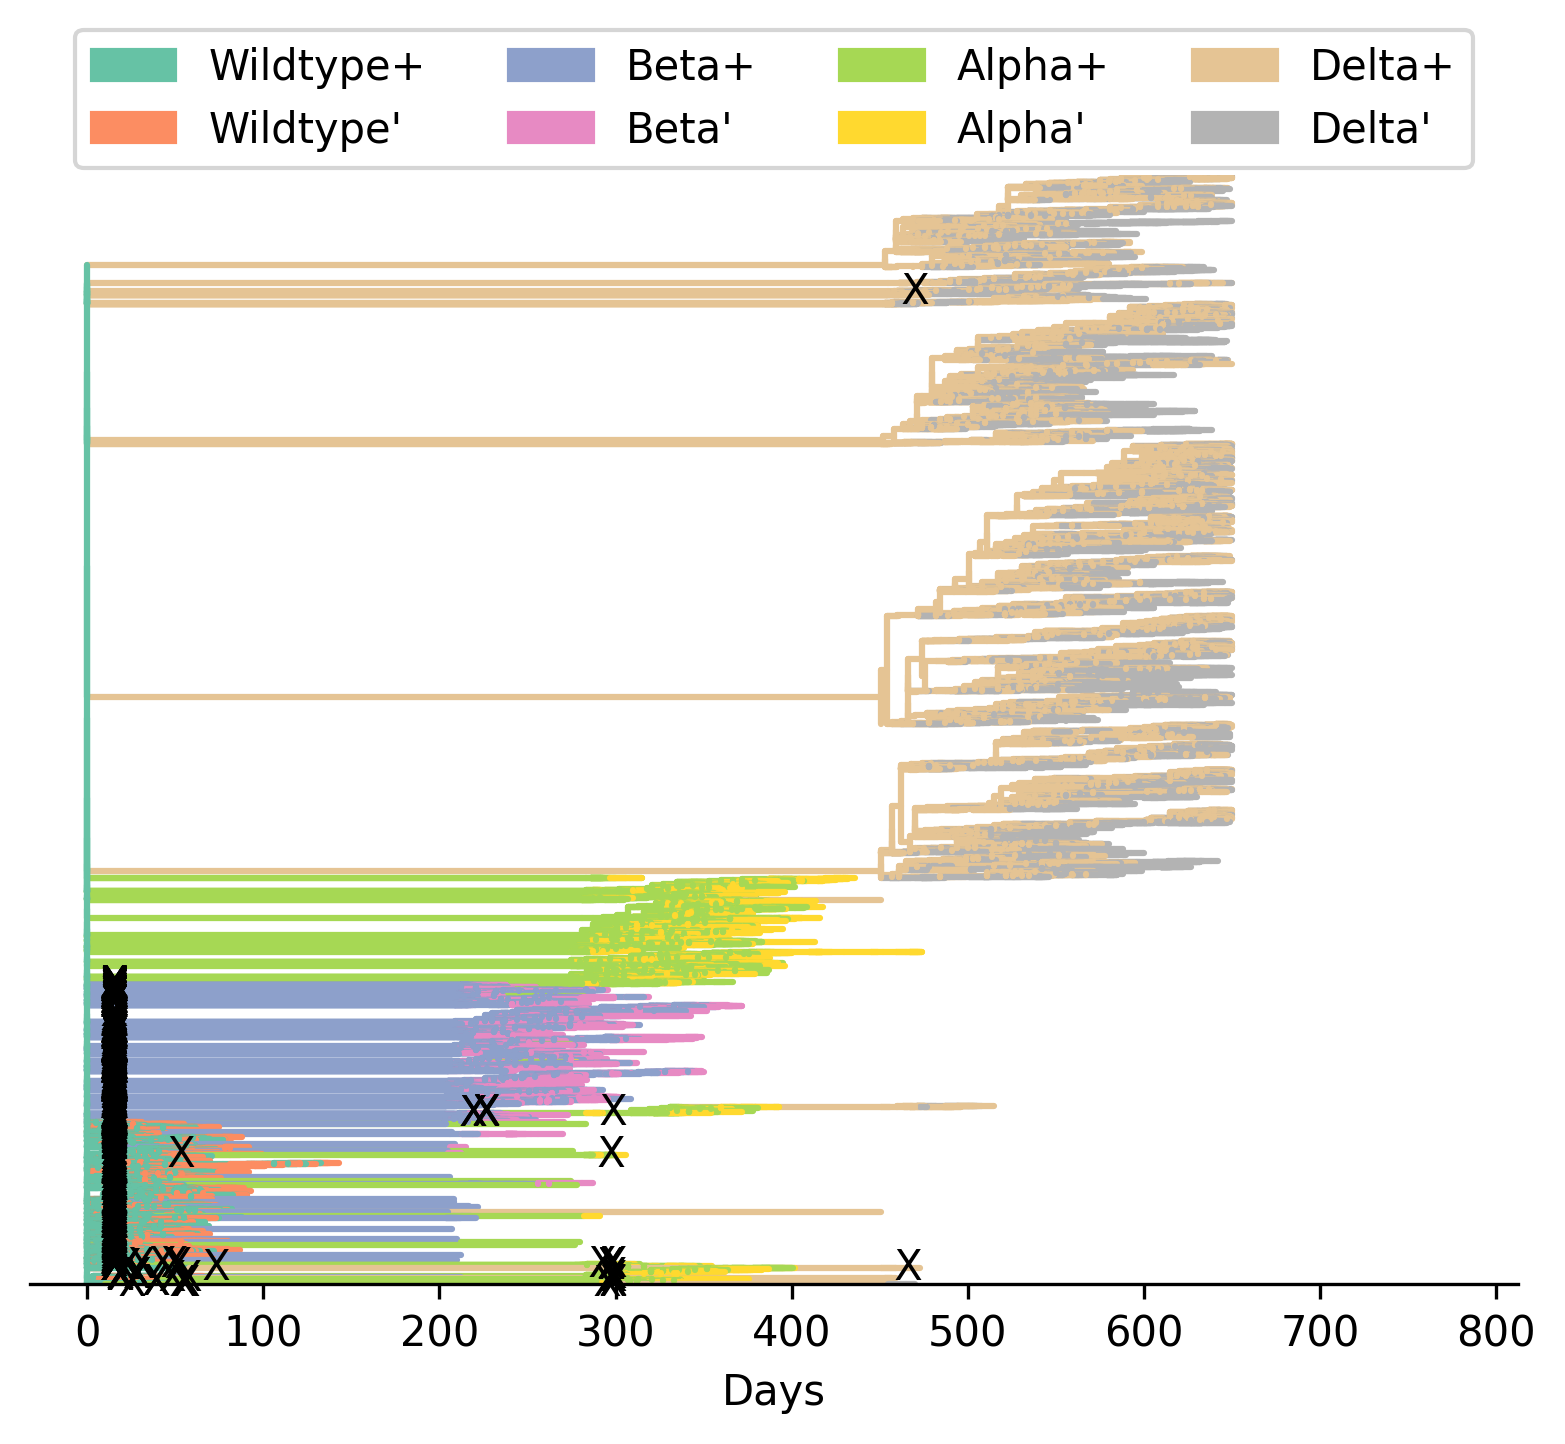 Wildtype+ Beta+ Alpha+ Delta+
Wildtype' Beta' Alpha' Delta'
X
X X X
X X
X X X
0 100 200 300 400 500 600 700 800
Days